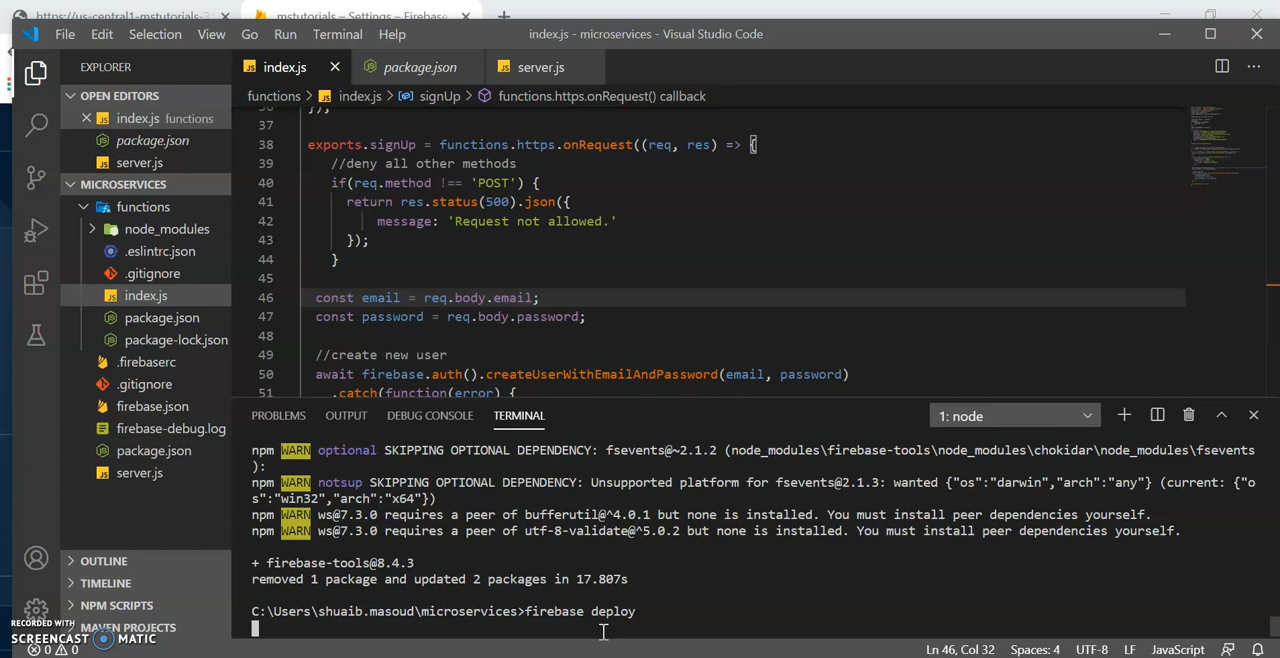 https://us-central1-mstutorials-3
mstutorials – Settings – Firebase
File Edit Selection View Go Run Terminal Help
index.js - microservices - Visual Studio Code
EXPLORER
OPEN EDITORS
index.js functions
package.json
server.js
MICROSERVICES
functions
node_modules
.eslintrc.json
.gitignore
index.js
package.json
package-lock.json
.firebaserc
.gitignore
firebase.json
firebase-debug.log
package.json
server.js
OUTLINE
TIMELINE
NPM SCRIPTS
MAVEN PROJECTS
index.js
package.json
server.js
functions > index.js > signUp > functions.https.onRequest() callback
36 });
37
38 exports.signUp = functions.https.onRequest((req, res) => {
39 //deny all other methods
40 if(req.method !== 'POST') {
41 return res.status(500).json({
42 message: 'Request not allowed.'
43 });
44 }
45
46 const email = req.body.email;
47 const password = req.body.password;
48
49 //create new user
50 await firebase.auth().createUserWithEmailAndPassword(email, password)
51 .catch(function(error) {
PROBLEMS OUTPUT DEBUG CONSOLE TERMINAL
1: node
npm WARN optional SKIPPING OPTIONAL DEPENDENCY: fsevents@~2.1.2 (node_modules\firebase-tools\node_modules\chokidar\node_modules\fsevents
):
npm WARN notsup SKIPPING OPTIONAL DEPENDENCY: Unsupported platform for fsevents@2.1.3: wanted {"os":"darwin","arch":"any"} (current: {"o
s":"win32","arch":"x64"})
npm WARN ws@7.3.0 requires a peer of bufferutil@^4.0.1 but none is installed. You must install peer dependencies yourself.
npm WARN ws@7.3.0 requires a peer of utf-8-validate@^5.0.2 but none is installed. You must install peer dependencies yourself.
+ firebase-tools@8.4.3
removed 1 package and updated 2 packages in 17.807s
C:\Users\shuaib.masoud\microservices>firebase deploy
RECORDED WITH
SCREENCAST MATIC
0 0
Ln 46, Col 32 Spaces: 4 UTF-8 LF JavaScript